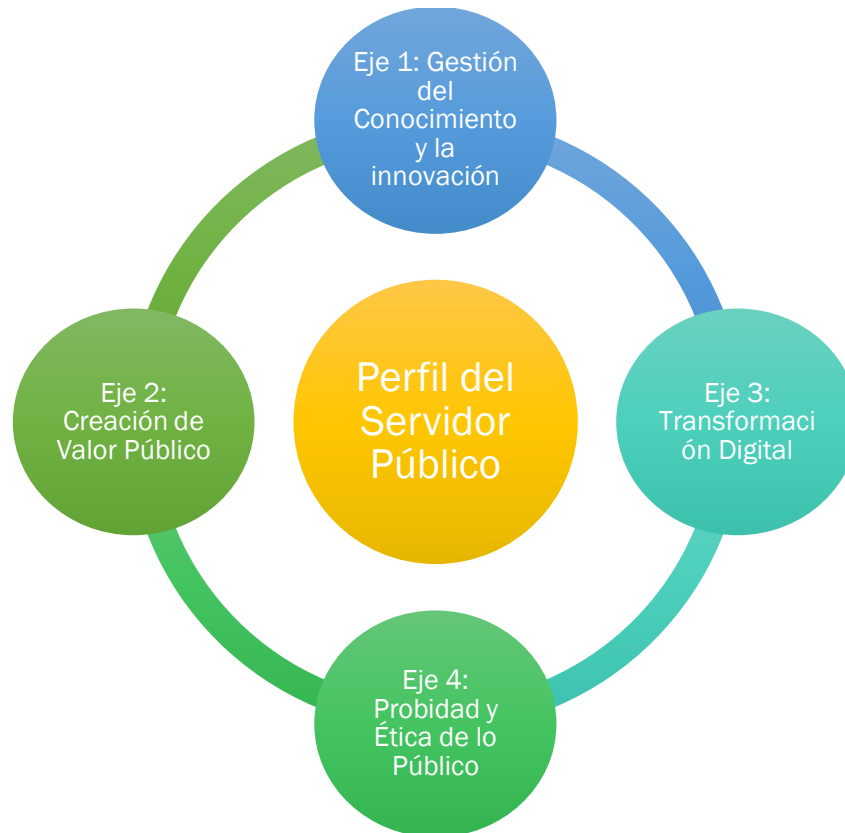 Eje 1: Gestión
del
Conocimiento
y la
innovación
Perfil del
Servidor
Público
Eje 2:
Creación de
Valor Público
Eje 3:
Transformaci
ón Digital
Eje 4:
Probidad y
Ética de lo
Público